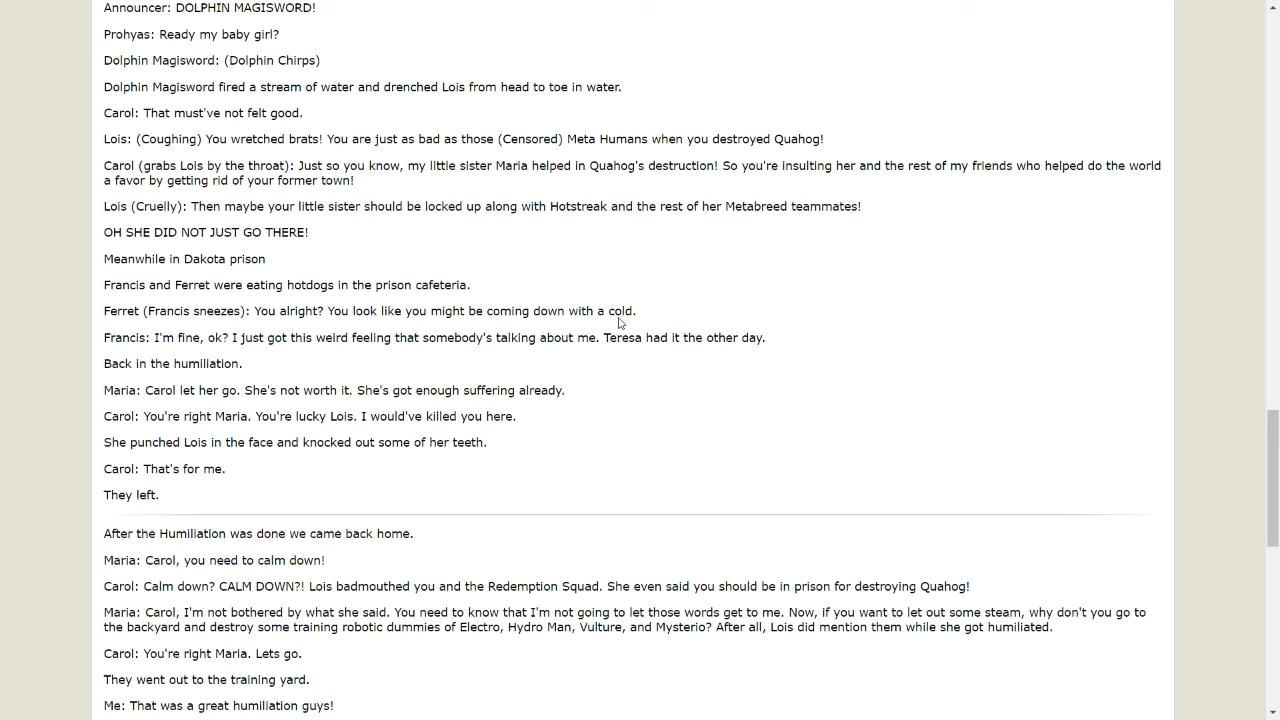 Announcer: DOLPHIN MAGISWORD!
Prohyas: Ready my baby girl?
Dolphin Magisword: (Dolphin Chirps)
Dolphin Magisword fired a stream of water and drenched Lois from head to toe in water.
Carol: That must've not felt good.
Lois: (Coughing) You wretched brats! You are just as bad as those (Censored) Meta Humans when you destroyed Quahog!
Carol (grabs Lois by the throat): Just so you know, my little sister Maria helped in Quahog's destruction! So you're insulting her and the rest of my friends who helped do the world
a favor by getting rid of your former town!
Lois (Cruelly): Then maybe your little sister should be locked up along with Hotstreak and the rest of her Metabreed teammates!
OH SHE DID NOT JUST GO THERE!
Meanwhile in Dakota prison
Francis and Ferret were eating hotdogs in the prison cafeteria.
Ferret (Francis sneezes): You alright? You look like you might be coming down with a cold.
Francis: I'm fine, ok? I just got this weird feeling that somebody's talking about me. Teresa had it the other day.
Back in the humiliation.
Maria: Carol let her go. She's not worth it. She's got enough suffering already.
Carol: You're right Maria. You're lucky Lois. I would've killed you here.
She punched Lois in the face and knocked out some of her teeth.
Carol: That's for me.
They left.
After the Humiliation was done we came back home.
Maria: Carol, you need to calm down!
Carol: Calm down? CALM DOWN?! Lois badmouthed you and the Redemption Squad. She even said you should be in prison for destroying Quahog!
Maria: Carol, I'm not bothered by what she said. You need to know that I'm not going to let those words get to me. Now, if you want to let out some steam, why don't you go to
the backyard and destroy some training robotic dummies of Electro, Hydro Man, Vulture, and Mysterio? After all, Lois did mention them while she got humiliated.
Carol: You're right Maria. Lets go.
They went out to the training yard.
Me: That was a great humiliation guys!